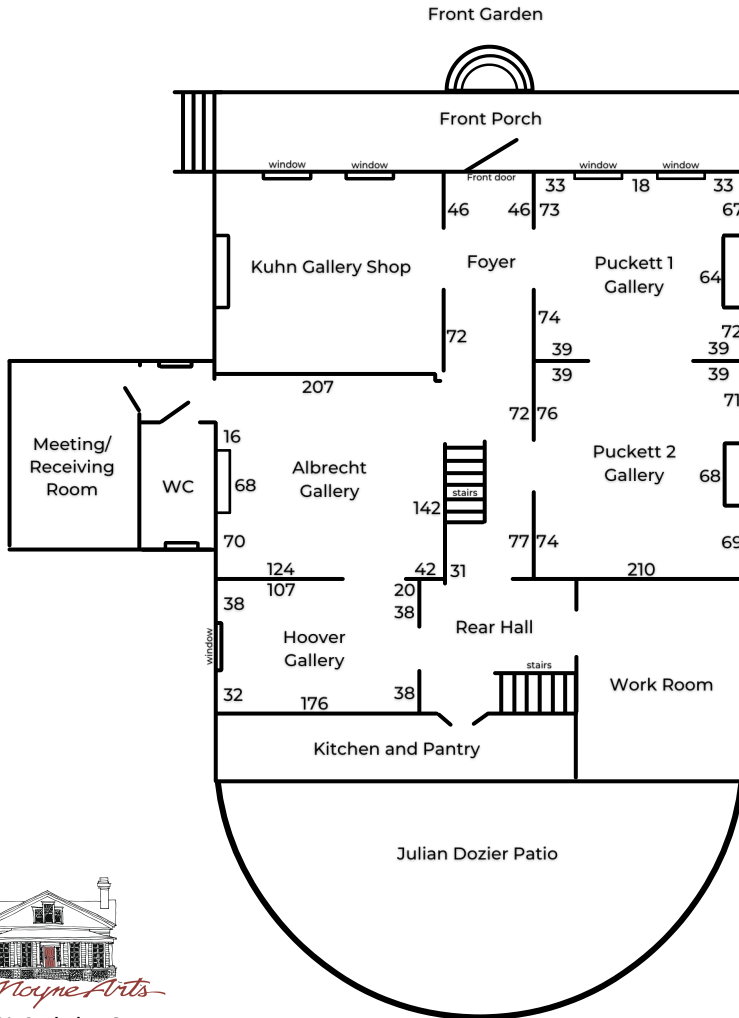 Front Garden
Front Porch
window
window
window
window
Front door
33
18
33
46
46
73
67
Kuhn Gallery Shop
Foyer
Puckett 1
Gallery
64
72
74
72
39
39
207
39
39
72
76
71
16
Meeting/
Receiving
Room
WC
68
Albrecht
Gallery
stairs
142
Puckett 2
Gallery
68
70
77
74
69
124
42
31
210
107
20
38
38
window
Hoover
Gallery
Rear Hall
stairs
Work Room
32
176
38
Kitchen and Pantry
Julian Dozier Patio
Moyne Arts